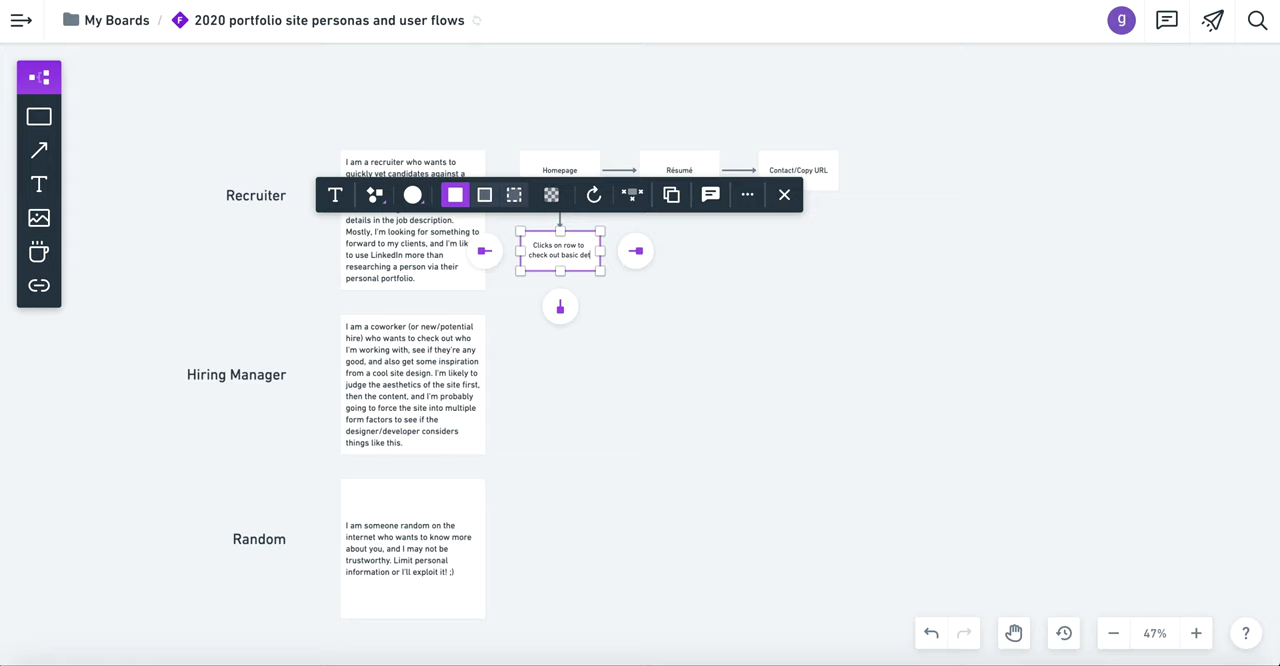 My Boards / 2020 portfolio site personas and user flows
g
Recruiter
I am a recruiter who wants to
quickly vet candidates against a
details in the job description.
Mostly, I'm looking for something to
forward to my clients, and I'm lik
to use LinkedIn more than
researching a person via their
personal portfolio.
Homepage
Résumé
Contact/Copy URL
T
Clicks on row to
check out basic det
T
Hiring Manager
I am a coworker (or new/potential
hire) who wants to check out who
I'm working with, see if they're any
good, and also get some inspiration
from a cool site design. I'm likely to
judge the aesthetics of the site first,
then the content, and I'm probably
going to force the site into multiple
form factors to see if the
designer/developer considers
things like this.
Random
I am someone random on the
internet who wants to know more
about you, and I may not be
trustworthy. Limit personal
information or I'll exploit it! ;)
47%
?